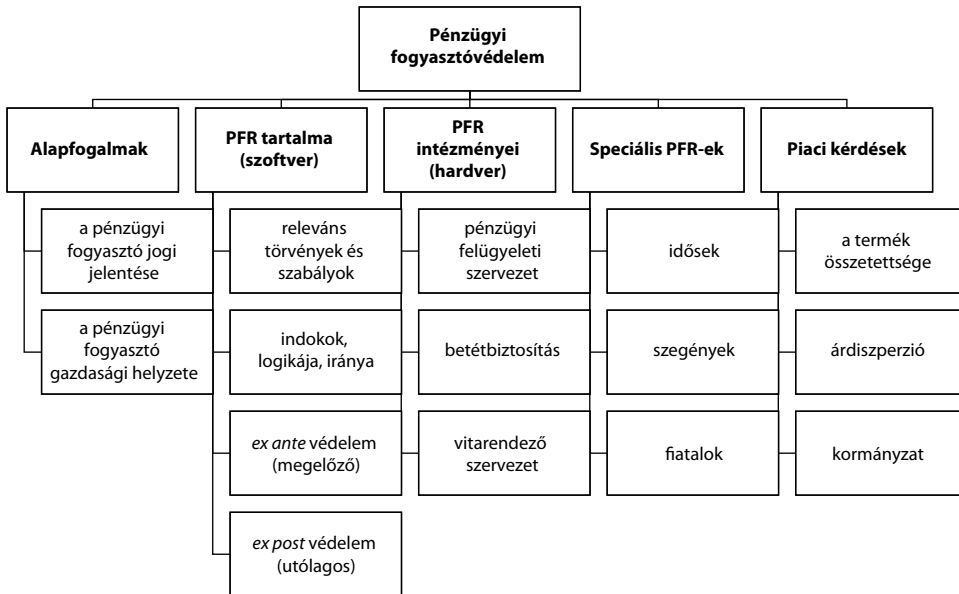 Pénzügyi
fogyasztóvédelem
Alapfogalmak
a pénzügyi
fogyasztó jogi
jelentése
a pénzügyi
fogyasztó
gazdasági helyzete
PFR tartalma
(szoftver)
releváns
törvények és
szabályok
indokok,
logikája, iránya
ex ante védelem
(megelőző)
ex post védelem
(utólagos)
PFR
intézményei
(hardver)
pénzügyi
felügyeleti
szervezet
betétbiztosítás
vitarendező
szervezet
Speciális PFR-ek
idősek
szegények
fiatalok
Piaci kérdések
a termék
összetettsége
árdiszperzió
kormányzat